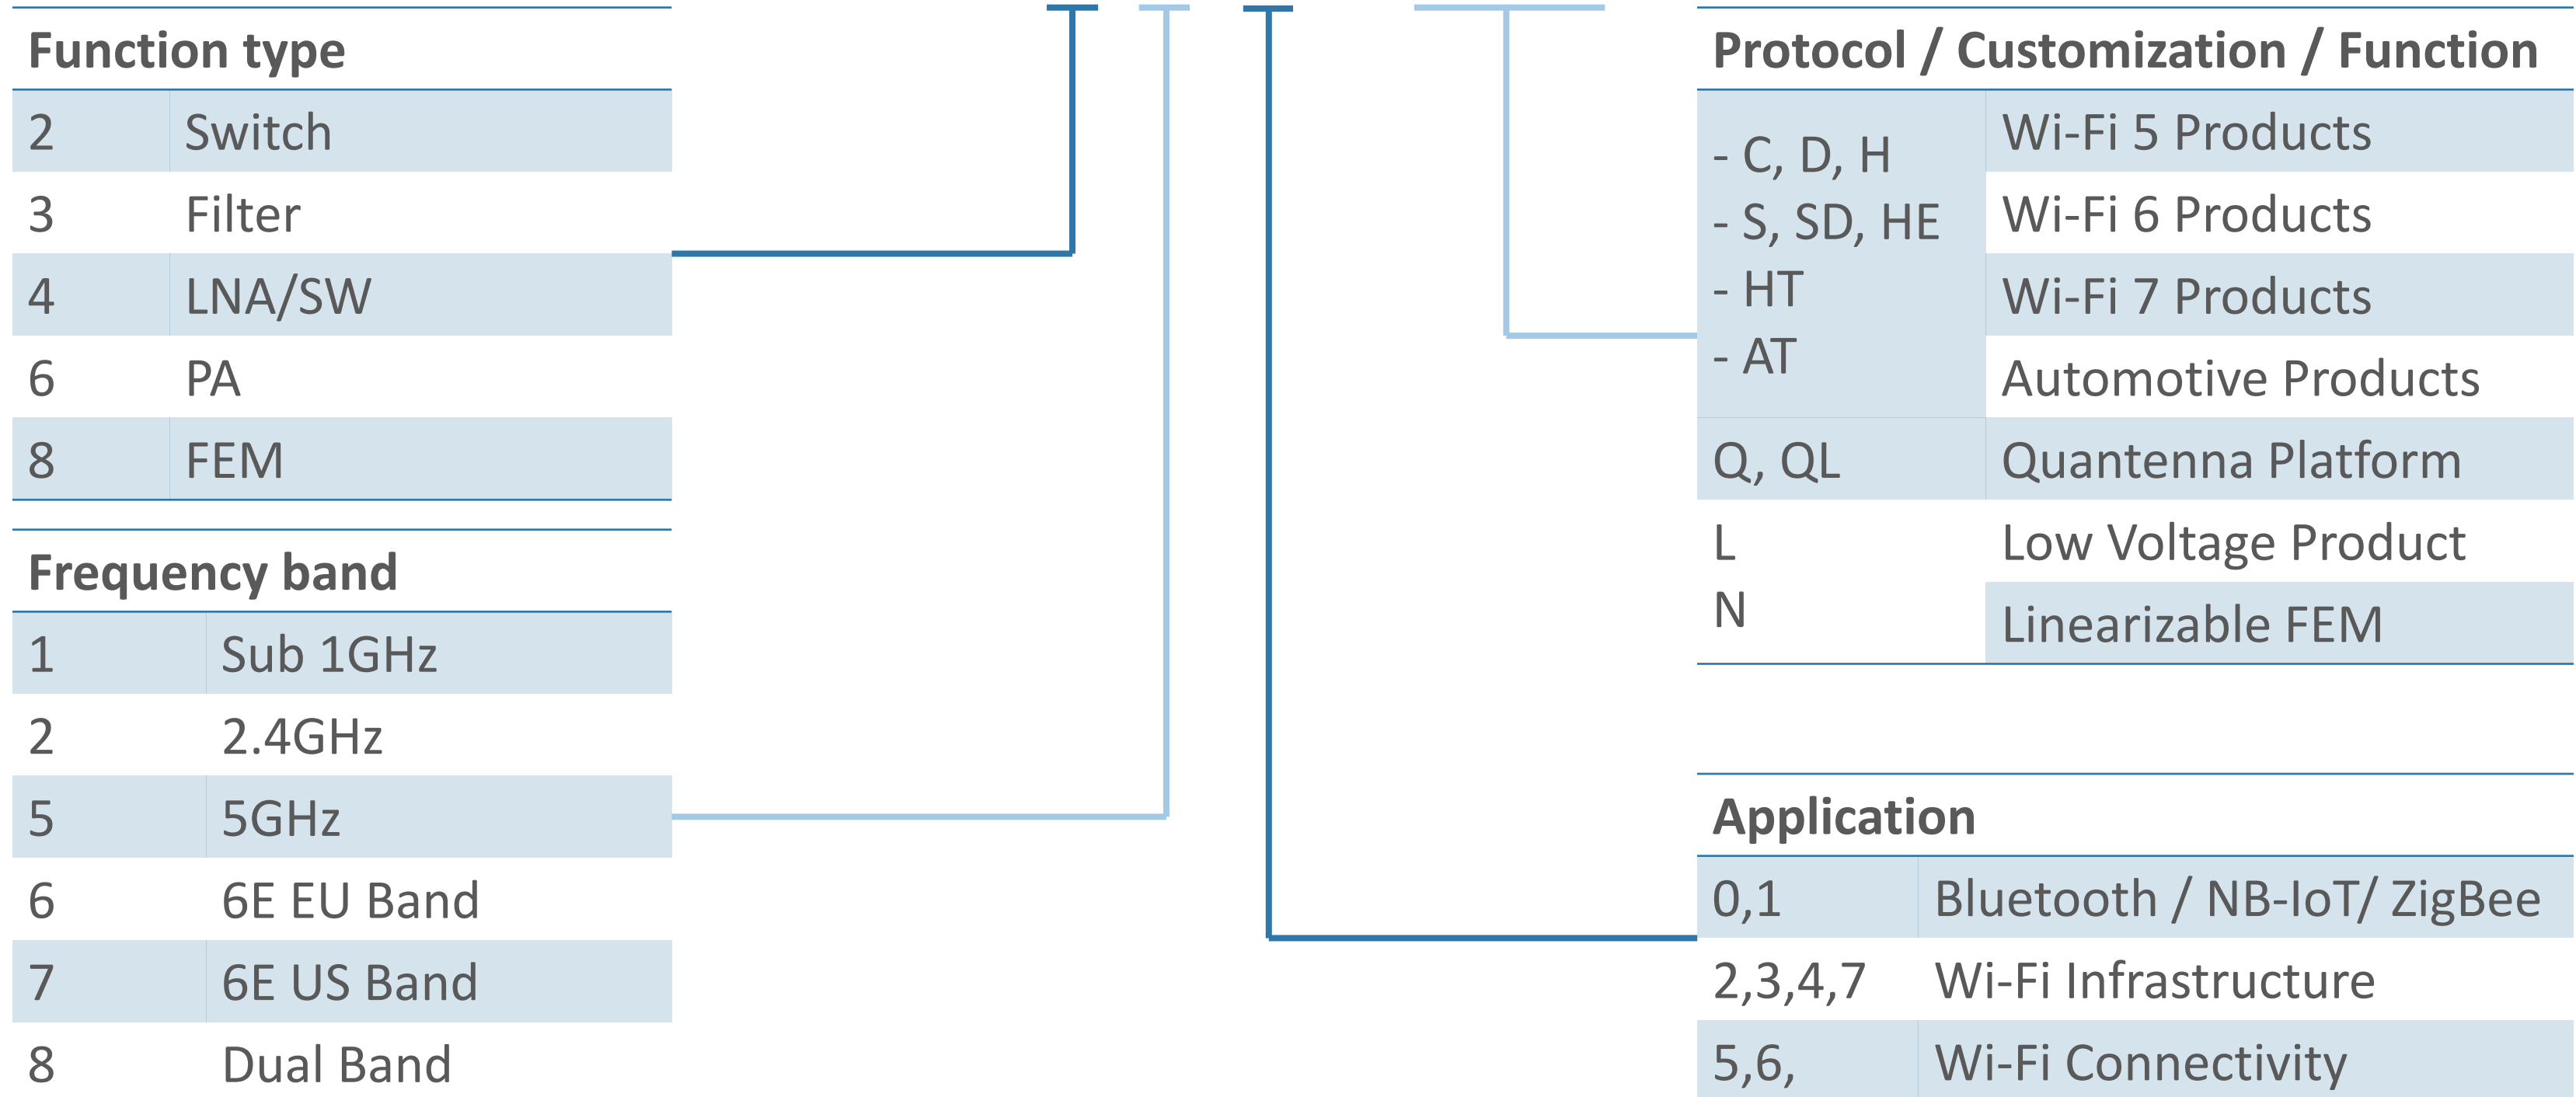 Function type
2 Switch
3 Filter
4 LNA/SW
6 PA
8 FEM
Frequency band
1 Sub 1GHz
2 2.4GHz
5 5GHz
6 6E EU Band
7 6E US Band
8 Dual Band
Protocol / Customization / Function
- C, D, H
- S, SD, HE
- HT
- AT
Wi-Fi 5 Products
Wi-Fi 6 Products
Wi-Fi 7 Products
Automotive Products
Q, QL Quantenna Platform
L Low Voltage Product
N Linearizable FEM
Application
0,1 Bluetooth / NB-IoT/ ZigBee
2,3,4,7 Wi-Fi Infrastructure
5,6, Wi-Fi Connectivity